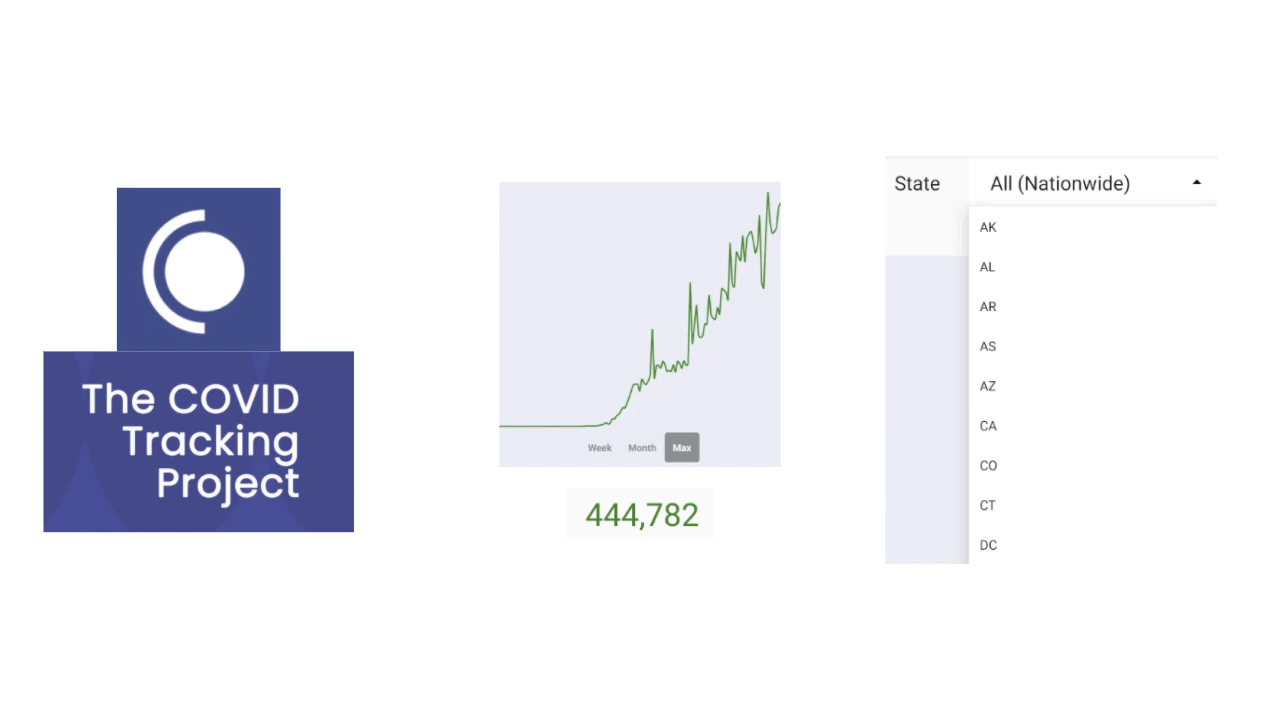 The COVID
Tracking
Project
Week Month Max
444,782
State All (Nationwide)
AK
AL
AR
AS
AZ
CA
CO
CT
DC